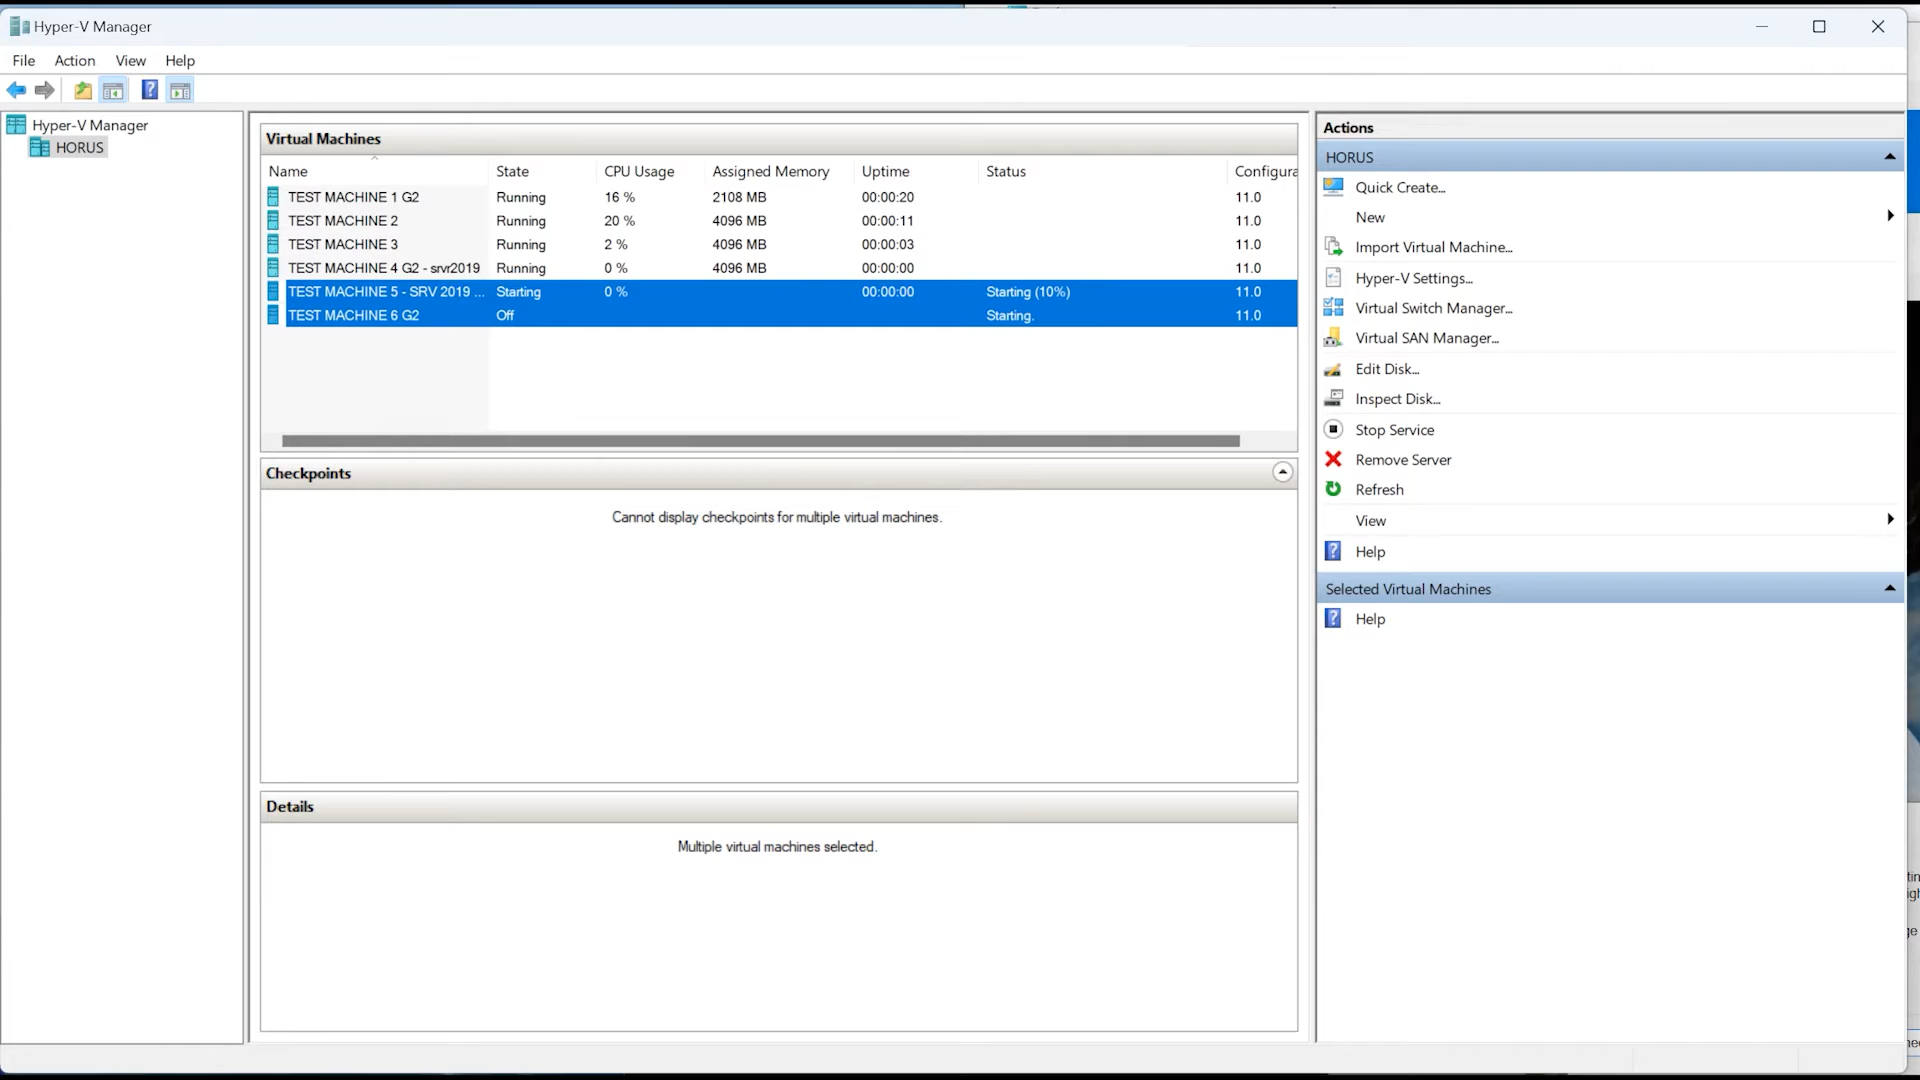 Hyper-V Manager
File Action View Help
Hyper-V Manager
HORUS
Virtual Machines
Name State CPU Usage Assigned Memory Uptime Status Configura
TEST MACHINE 1 G2 Running 16 % 2108 MB 00:00:20 11.0
TEST MACHINE 2 Running 20 % 4096 MB 00:00:11 11.0
TEST MACHINE 3 Running 2 % 4096 MB 00:00:03 11.0
TEST MACHINE 4 G2 - srvr2019 Running 0 % 4096 MB 00:00:00 11.0
TEST MACHINE 5 - SRV 2019 ... Starting 0 % 00:00:00 Starting (10%) 11.0
TEST MACHINE 6 G2 Off Starting. 11.0
Checkpoints
Cannot display checkpoints for multiple virtual machines.
Details
Multiple virtual machines selected.
Actions
HORUS
Quick Create...
New
Import Virtual Machine...
Hyper-V Settings...
Virtual Switch Manager...
Virtual SAN Manager...
Edit Disk...
Inspect Disk...
Stop Service
Remove Server
Refresh
View
Help
Selected Virtual Machines
Help